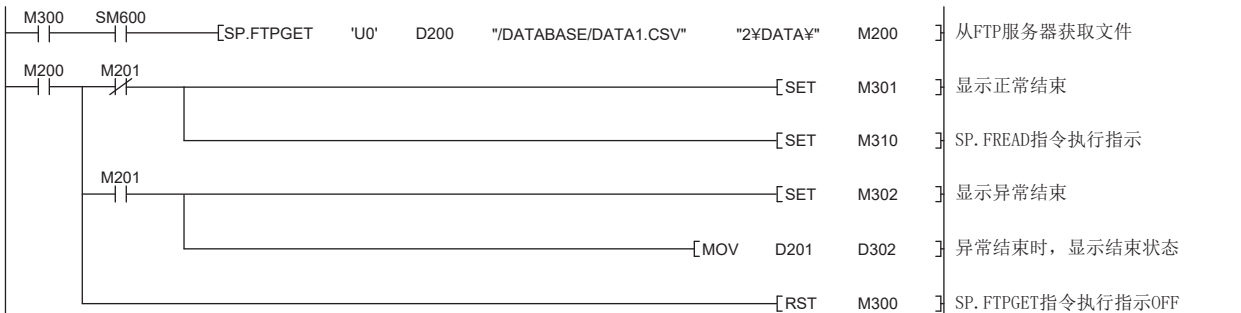 M300 SM600 SP.FTPGET 'U0' D200 "/DATABASE/DATA1.CSV" "2¥DATA¥" M200 从FTP服务器获取文件
M200 M201 SET M301 显示正常结束
SET M310 SP.FREAD指令执行指示
M201 SET M302 显示异常结束
MOV D201 D302 异常结束时，显示结束状态
RST M300 SP.FTPGET指令执行指示OFF